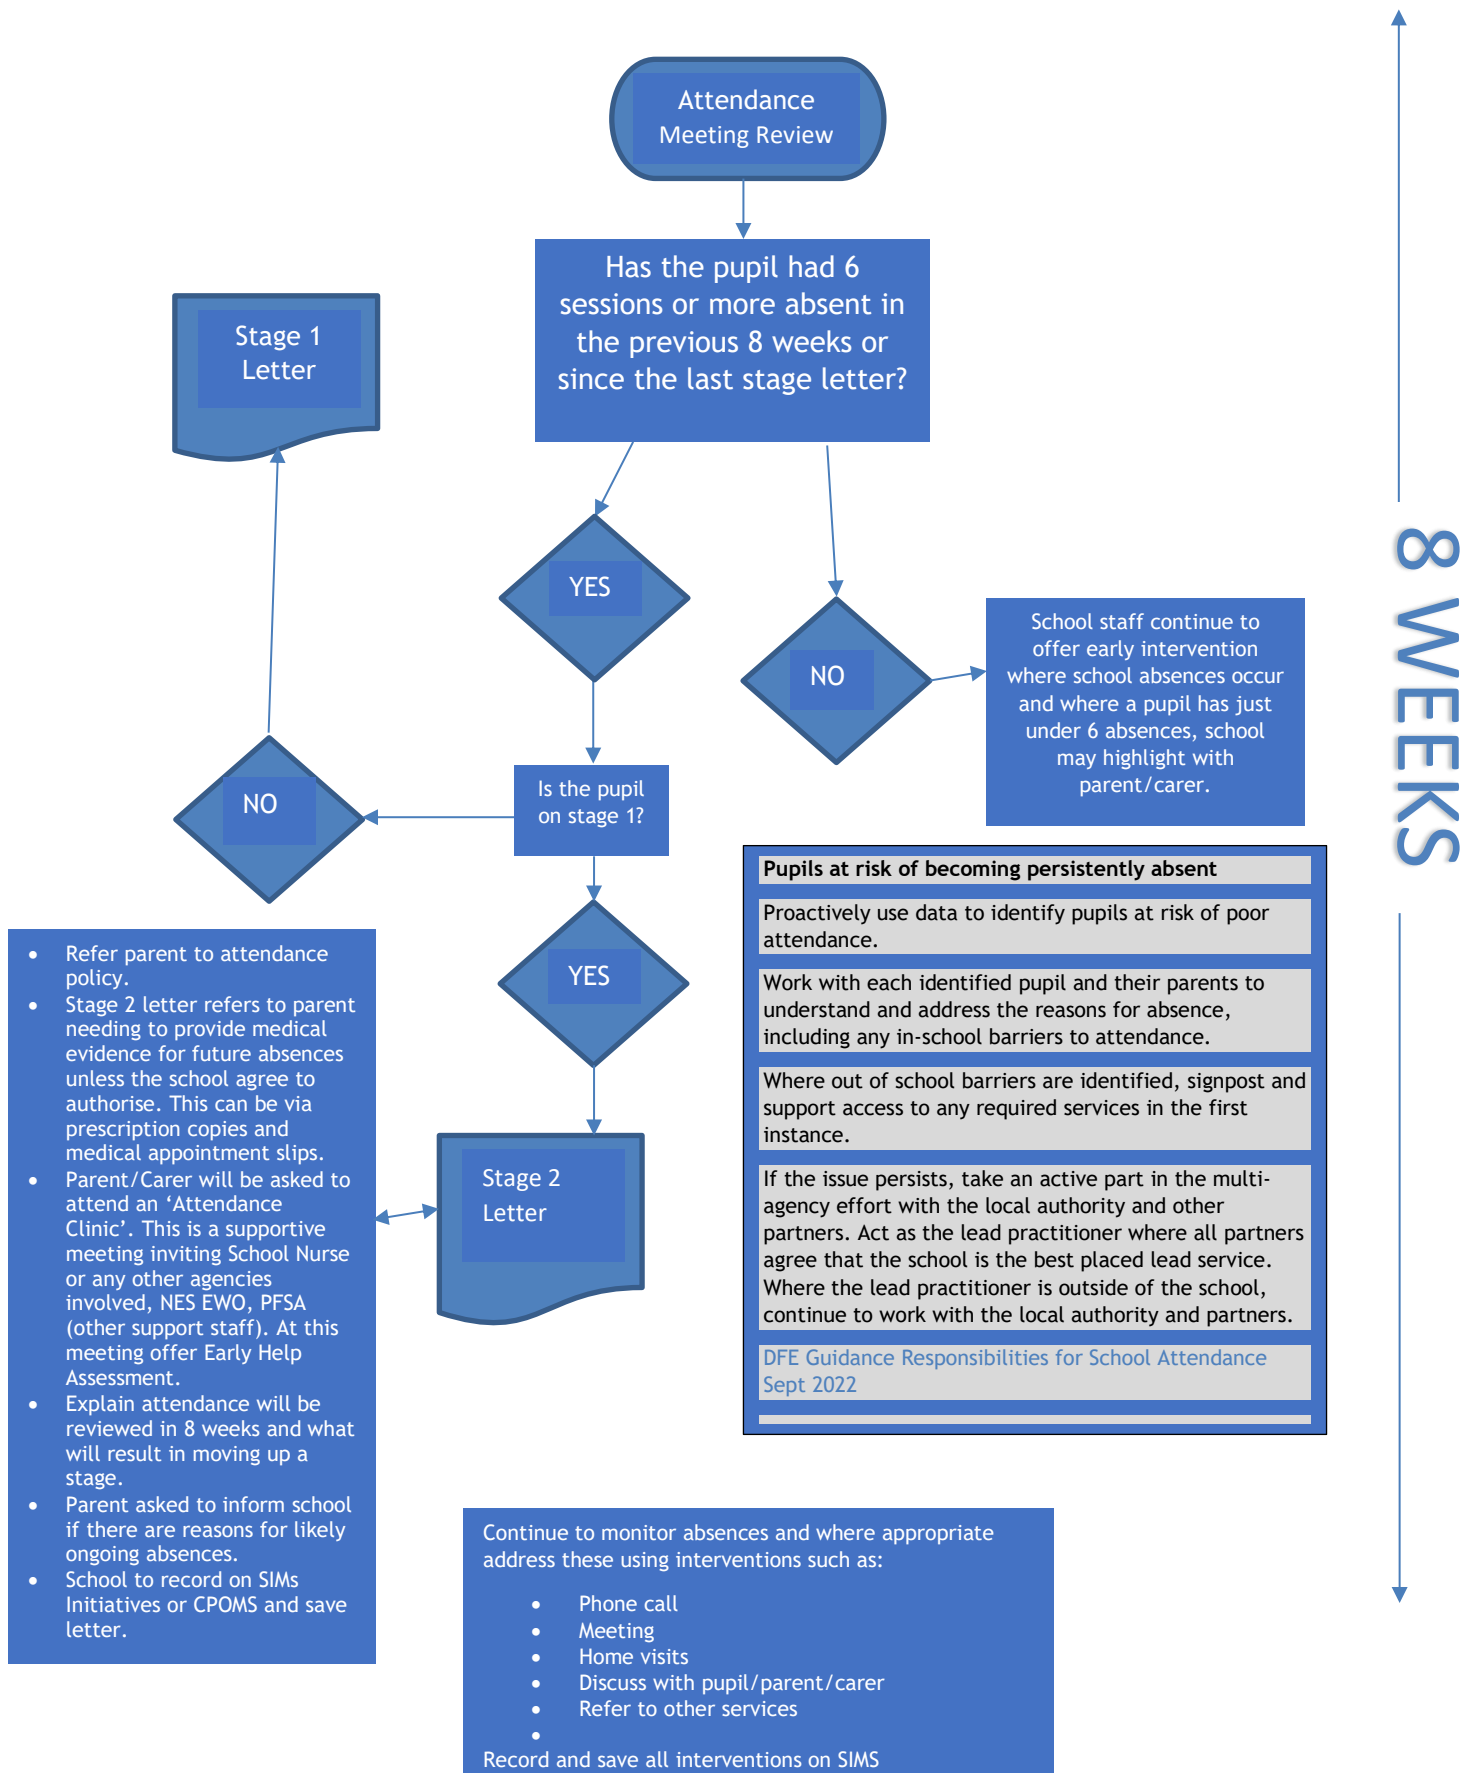 Attendance
Meeting Review
Has the pupil had 6
sessions or more absent in
the previous 8 weeks or
since the last stage letter?
Stage 1
Letter
YES
NO
School staff continue to
offer early intervention
where school absences occur
and where a pupil has just
under 6 absences, school
may highlight with
parent/carer.
8 WEEKS
Is the pupil
on stage 1?
NO
YES
Pupils at risk of becoming persistently absent
Proactively use data to identify pupils at risk of poor
attendance.
Work with each identified pupil and their parents to
understand and address the reasons for absence,
including any in-school barriers to attendance.
Where out of school barriers are identified, signpost and
support access to any required services in the first
instance.
If the issue persists, take an active part in the multi-
agency effort with the local authority and other
partners. Act as the lead practitioner where all partners
agree that the school is the best placed lead service.
Where the lead practitioner is outside of the school,
continue to work with the local authority and partners.
DFE Guidance Responsibilities for School Attendance
Sept 2022
• Refer parent to attendance
policy.
• Stage 2 letter refers to parent
needing to provide medical
evidence for future absences
unless the school agree to
authorise. This can be via
prescription copies and
medical appointment slips.
• Parent/Carer will be asked to
attend an ‘Attendance
Clinic’. This is a supportive
meeting inviting School Nurse
or any other agencies
involved, NES EWO, PFSA
(other support staff). At this
meeting offer Early Help
Assessment.
• Explain attendance will be
reviewed in 8 weeks and what
will result in moving up a
stage.
• Parent asked to inform school
if there are reasons for likely
ongoing absences.
• School to record on SIMs
Initiatives or CPOMS and save
letter.
Stage 2
Letter
Continue to monitor absences and where appropriate
address these using interventions such as:
• Phone call
• Meeting
• Home visits
• Discuss with pupil/parent/carer
• Refer to other services
•
Record and save all interventions on SIMS